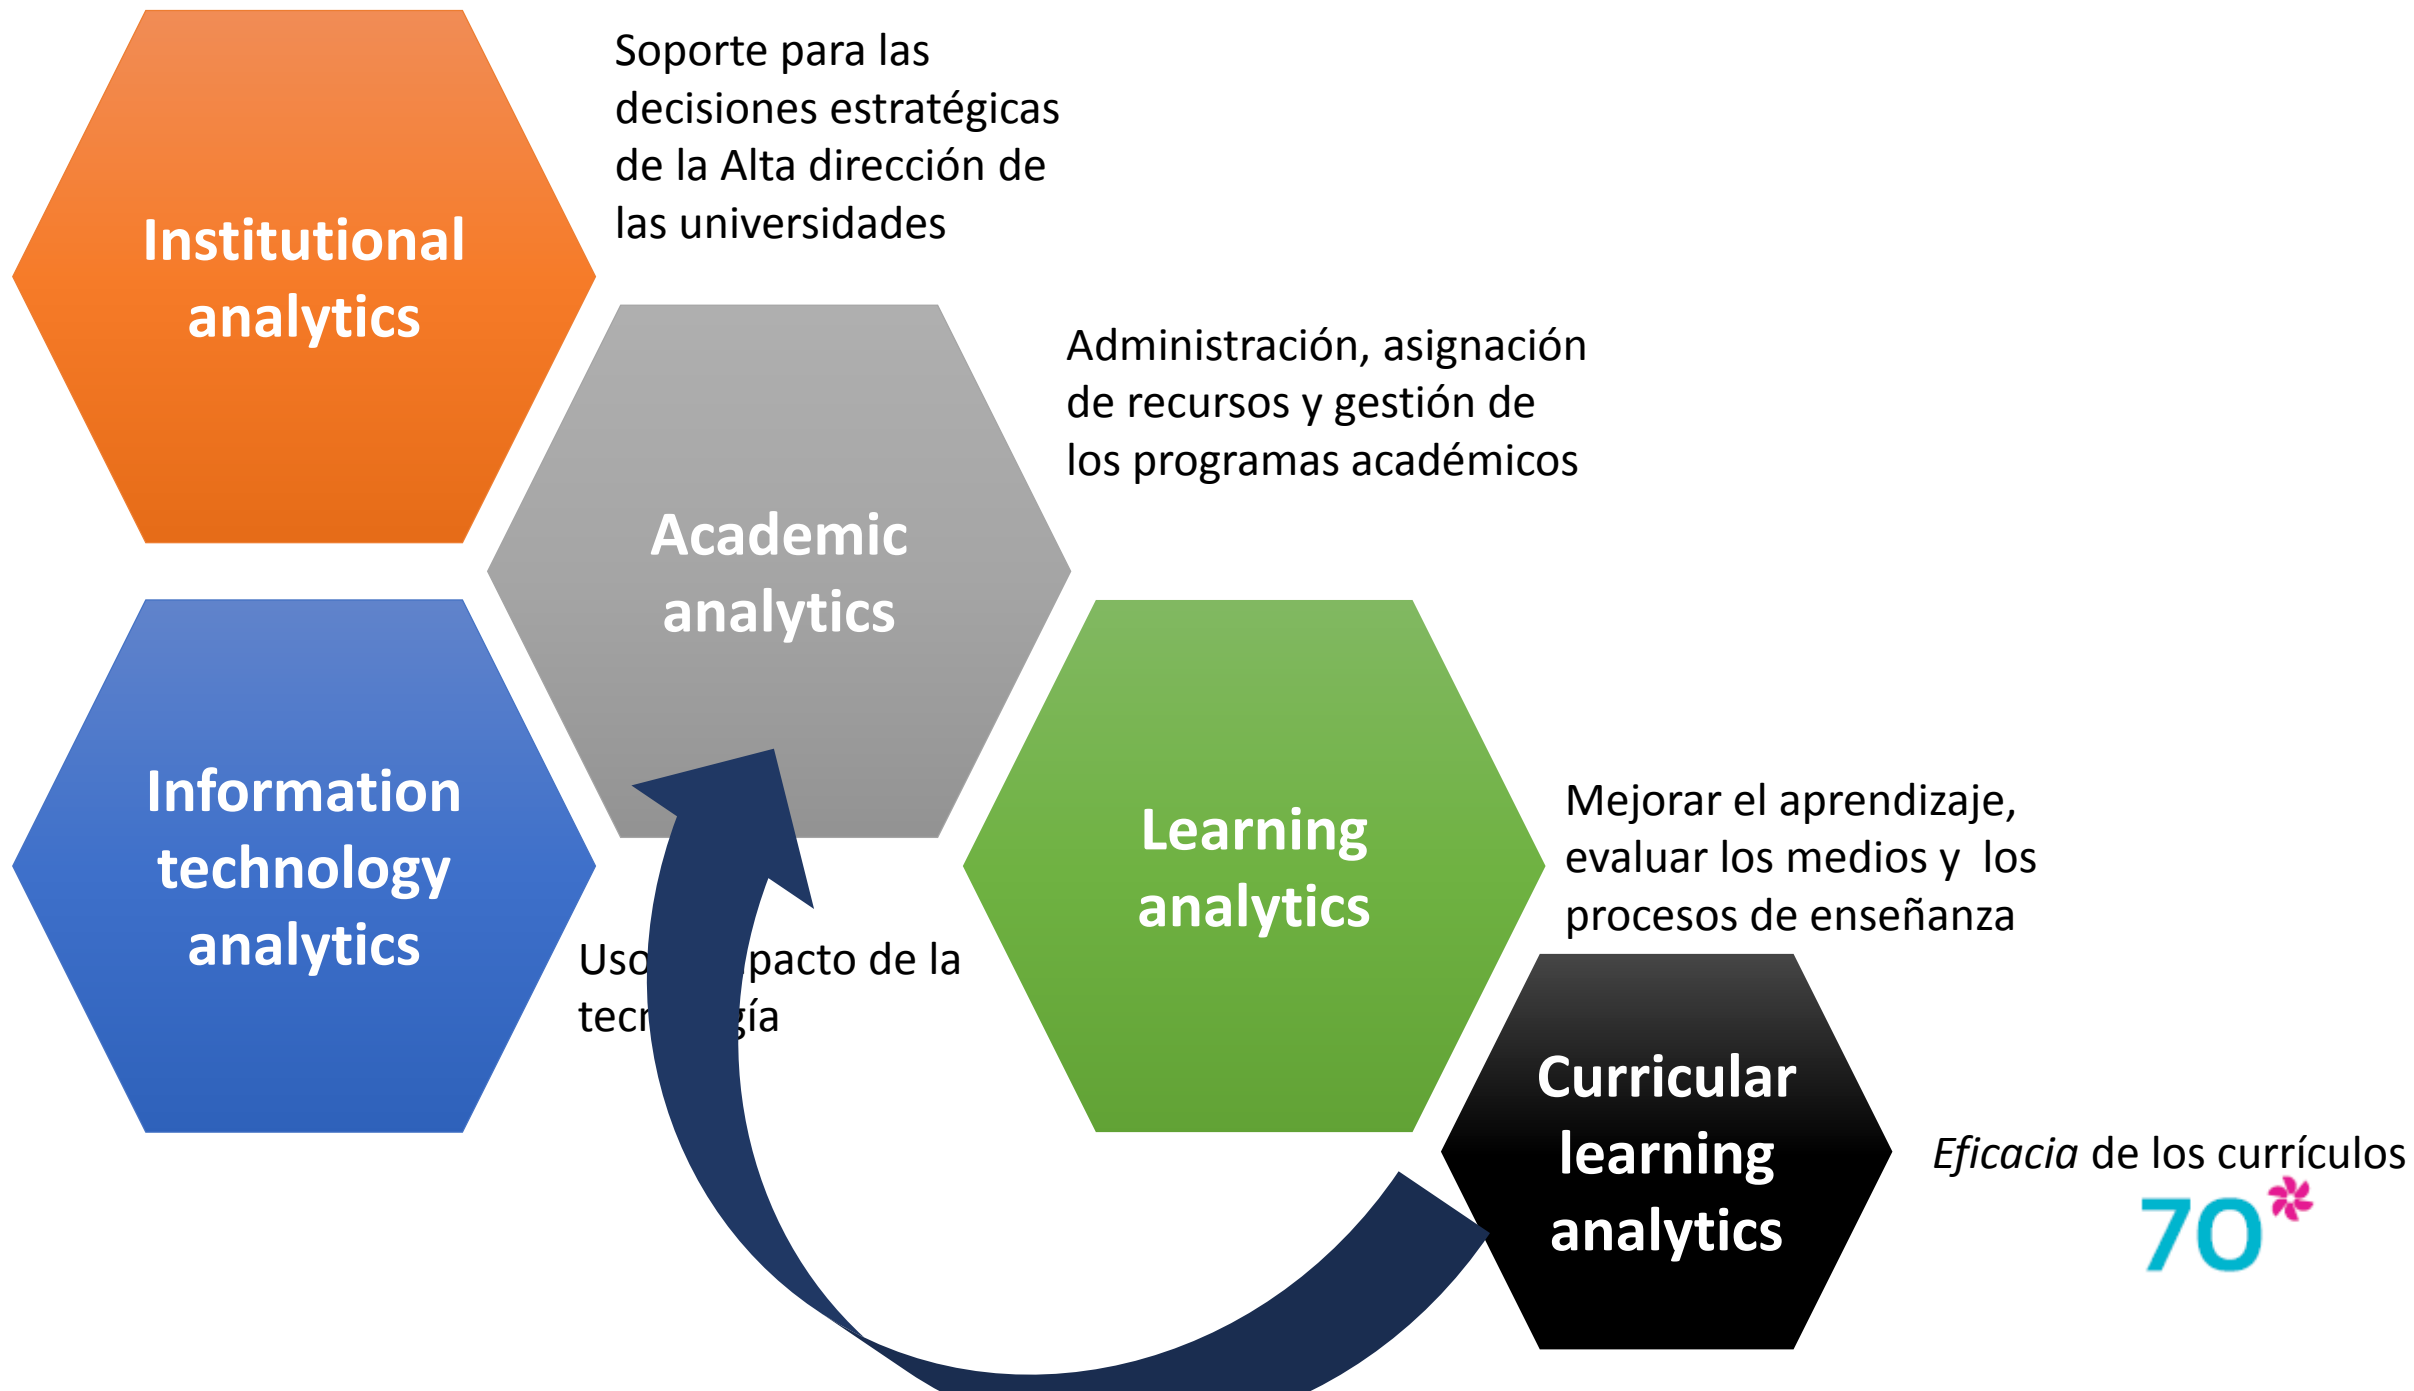 Institutional
analytics
Soporte para las
decisiones estratégicas
de la Alta dirección de
las universidades
Academic
analytics
Administración, asignación
de recursos y gestión de
los programas académicos
Information
technology
analytics
Uso pacto de la
Learning
analytics
Mejorar el aprendizaje,
evaluar los medios y  los
procesos de enseñanza
Curricular
learning
analytics
Eficacia de los currículos
70